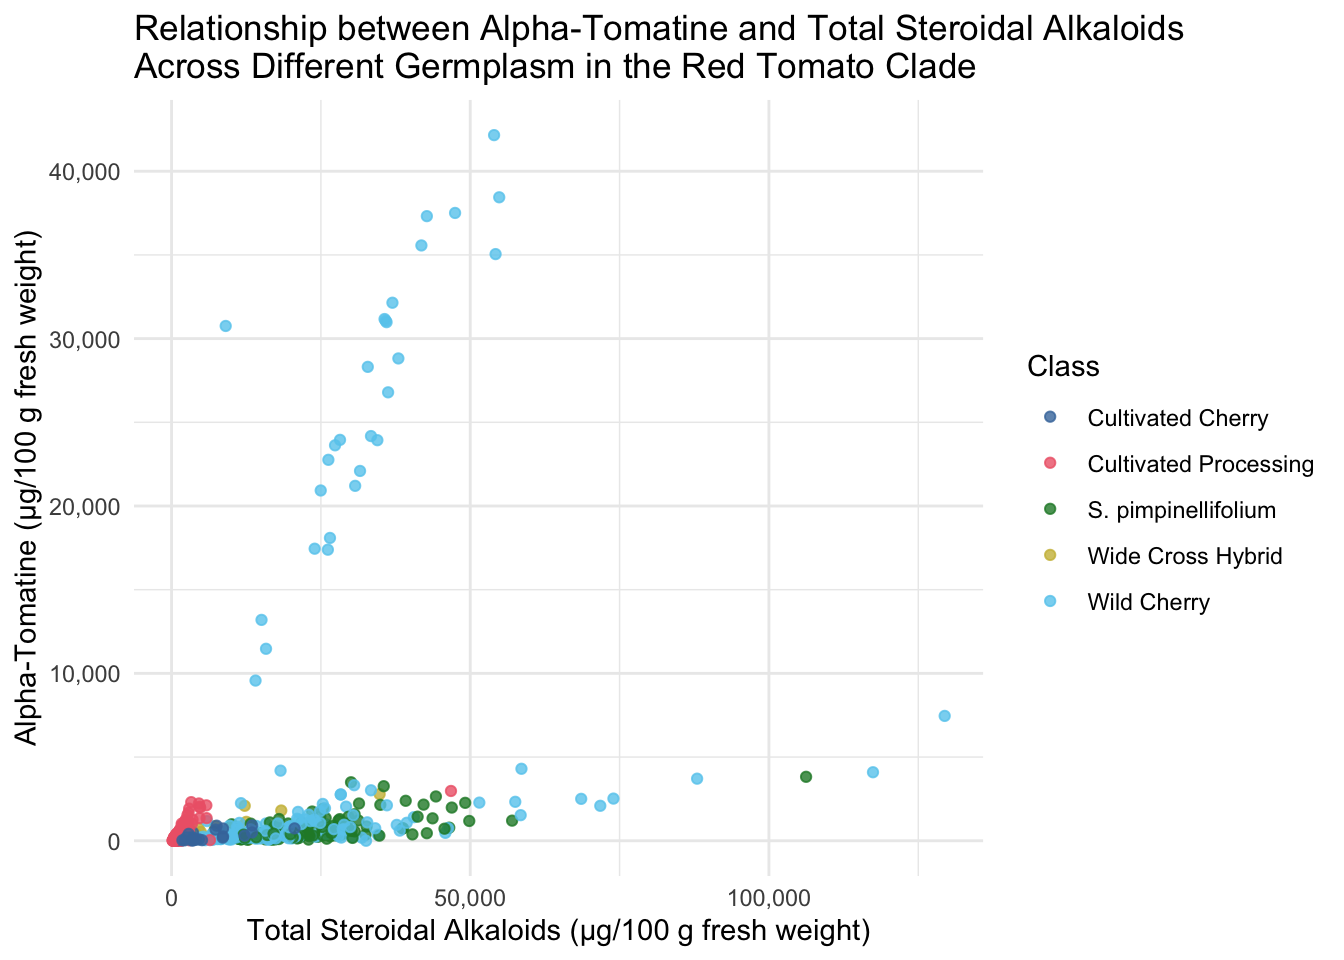 Relationship between Alpha-Tomatine and Total Steroidal Alkaloids
Across Different Germplasm in the Red Tomato Clade
Alpha-Tomatine (µg/100 g fresh weight)
40,000
30,000
20,000
10,000
0
0
50,000
100,000
Total Steroidal Alkaloids (µg/100 g fresh weight)
Class
Cultivated Cherry
Cultivated Processing
S. pimpinellifolium
Wide Cross Hybrid
Wild Cherry